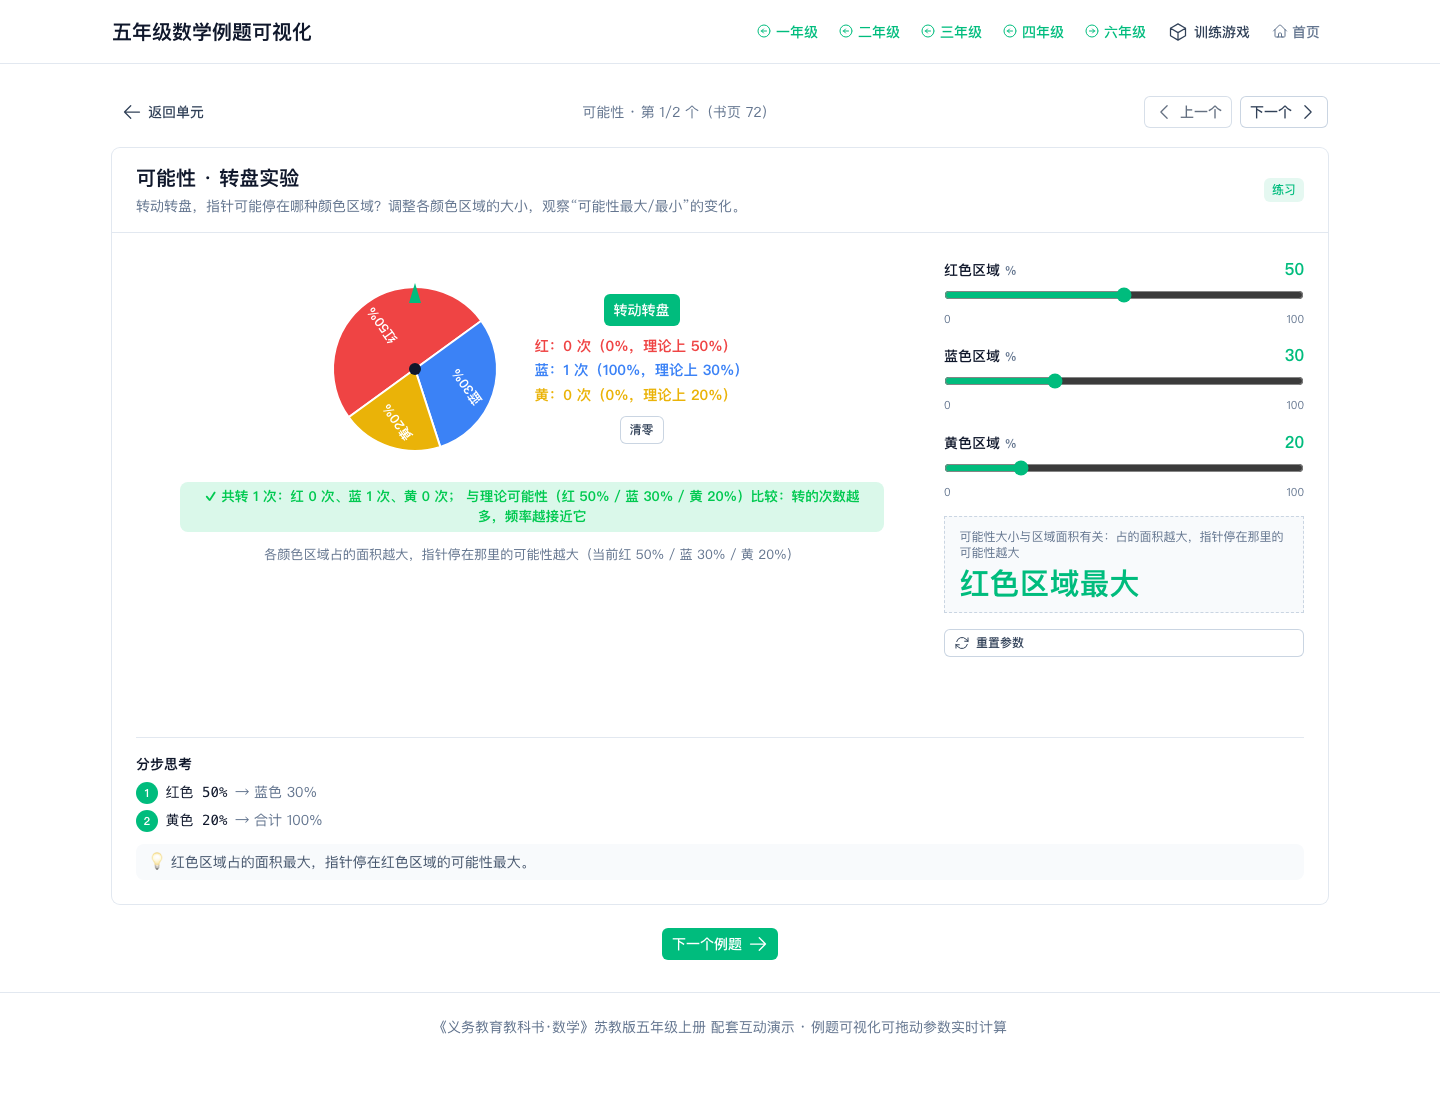 五年级数学例题可视化
一年级 二年级 三年级 四年级 六年级 训练游戏 首页
返回单元
可能性 · 第 1/2 个（书页 72）
上一个 下一个
可能性 · 转盘实验
转动转盘，指针可能停在哪种颜色区域？调整各颜色区域的大小，观察“可能性最大/最小”的变化。
练习
红50%
蓝30%
黄20%
转动转盘
红：0 次（0%，理论上 50%）
蓝：1 次（100%，理论上 30%）
黄：0 次（0%，理论上 20%）
清零
✓ 共转 1 次：红 0 次、蓝 1 次、黄 0 次； 与理论可能性（红 50% / 蓝 30% / 黄 20%）比较：转的次数越
多，频率越接近它
各颜色区域占的面积越大，指针停在那里的可能性越大（当前红 50% / 蓝 30% / 黄 20%）
红色区域 % 50
0 100
蓝色区域 % 30
0 100
黄色区域 % 20
0 100
可能性大小与区域面积有关：占的面积越大，指针停在那里的
可能性越大
红色区域最大
重置参数
分步思考
1 红色 50% → 蓝色 30%
2 黄色 20% → 合计 100%
💡 红色区域占的面积最大，指针停在红色区域的可能性最大。
下一个例题 →
《义务教育教科书·数学》苏教版五年级上册 配套互动演示 · 例题可视化可拖动参数实时计算